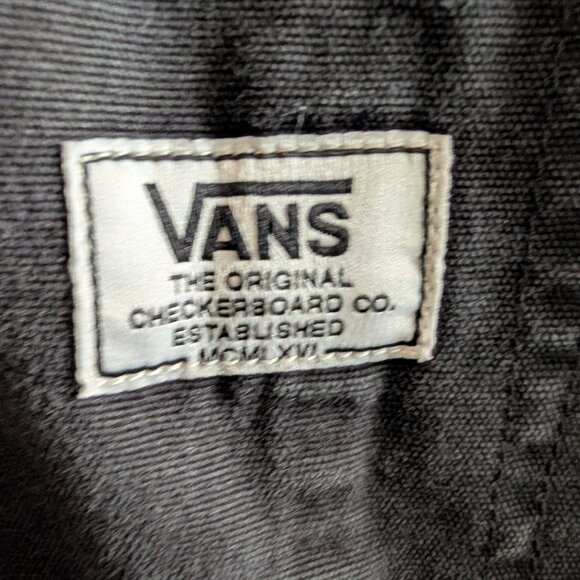 VANS
THE ORIGINAL
CHECKERBOARD CO.
ESTABLISHED
MCMLXVI